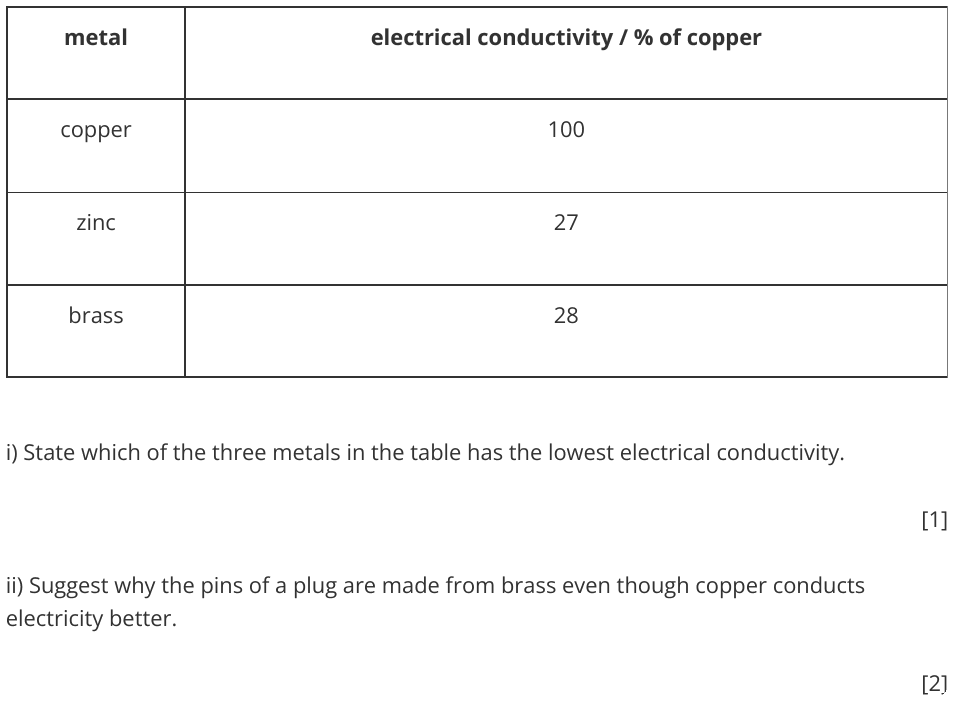 metal electrical conductivity / % of copper
copper 100
zinc 27
brass 28
i) State which of the three metals in the table has the lowest electrical conductivity.
[1]
ii) Suggest why the pins of a plug are made from brass even though copper conducts
electricity better.
[2]